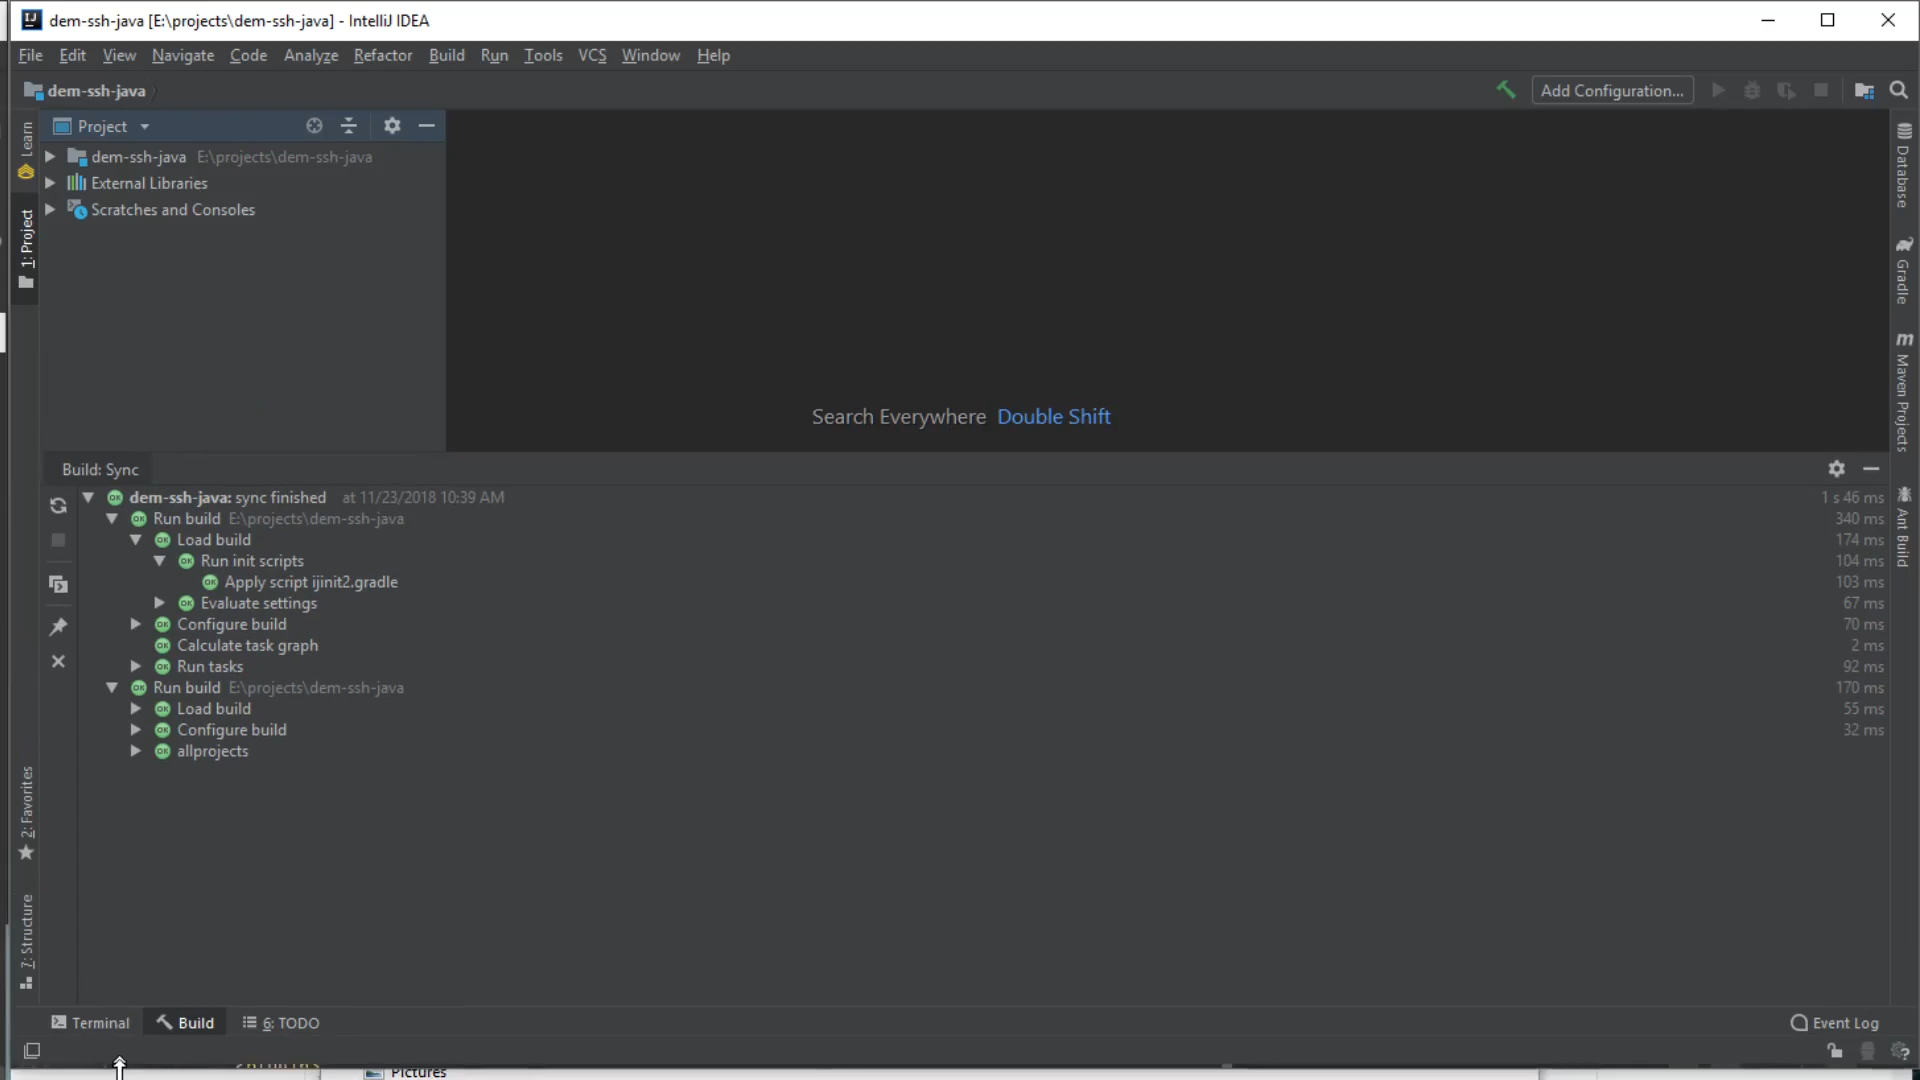 dem-ssh-java [E:\projects\dem-ssh-java] - IntelliJ IDEA
File Edit View Navigate Code Analyze Refactor Build Run Tools VCS Window Help
dem-ssh-java
Add Configuration...
Learn
1: Project
2: Favorites
7: Structure
Project
dem-ssh-java E:\projects\dem-ssh-java
External Libraries
Scratches and Consoles
Search Everywhere Double Shift
Database
Gradle
m Maven Projects
Ant Build
Build: Sync
dem-ssh-java: sync finished at 11/23/2018 10:39 AM 1 s 46 ms
Run build E:\projects\dem-ssh-java 340 ms
Load build 174 ms
Run init scripts 104 ms
Apply script ijinit2.gradle 103 ms
Evaluate settings 67 ms
Configure build 70 ms
Calculate task graph 2 ms
Run tasks 92 ms
Run build E:\projects\dem-ssh-java 170 ms
Load build 55 ms
Configure build 32 ms
allprojects
Terminal Build 6: TODO
Event Log
Pictures